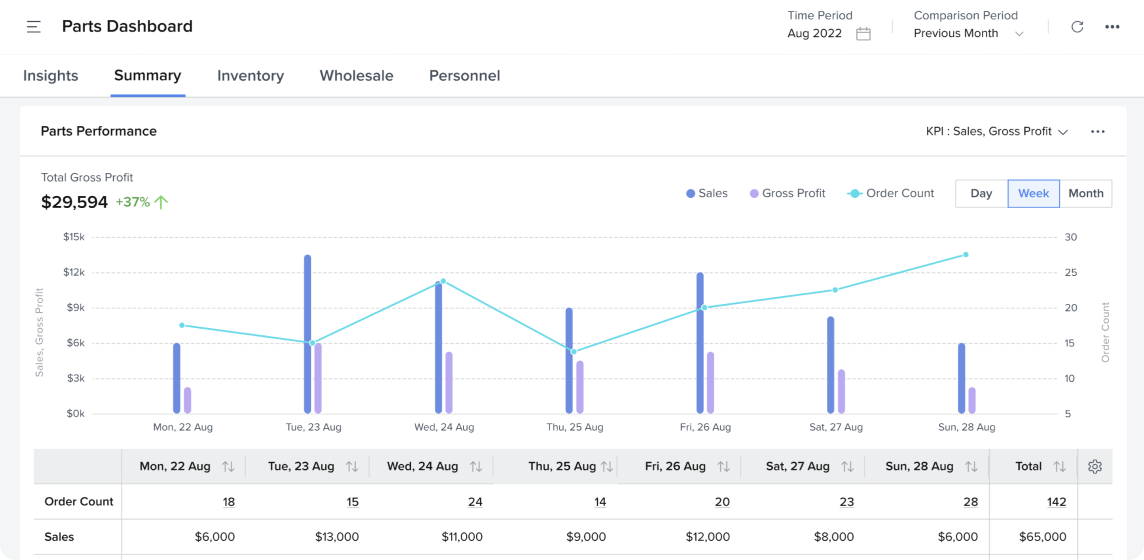 Parts Dashboard
Time Period
Aug 2022
Comparison Period
Previous Month
Insights Summary Inventory Wholesale Personnel
Parts Performance
KPI : Sales, Gross Profit
Total Gross Profit
$29,594 +37%
Sales Gross Profit Order Count
Day Week Month
Sales, Gross Profit
$15k
$12k
$9k
$6k
$3k
$0k
30
25
20
15
10
5
Order Count
Mon, 22 Aug Tue, 23 Aug Wed, 24 Aug Thu, 25 Aug Fri, 26 Aug Sat, 27 Aug Sun, 28 Aug
Mon, 22 Aug Tue, 23 Aug Wed, 24 Aug Thu, 25 Aug Fri, 26 Aug Sat, 27 Aug Sun, 28 Aug Total
Order Count 18 15 24 14 20 23 28 142
Sales $6,000 $13,000 $11,000 $9,000 $12,000 $8,000 $6,000 $65,000